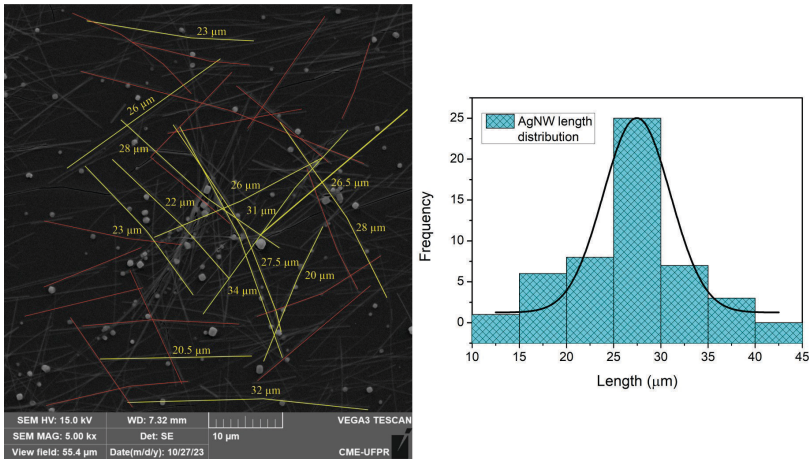 23 µm
26 µm
28 µm
26 µm
26.5 µm
22 µm
31 µm
23 µm
28 µm
27.5 µm
20 µm
34 µm
20.5 µm
32 µm
SEM HV: 15.0 kV WD: 7.32 mm VEGA3 TESCAN
SEM MAG: 5.00 kx Det: SE 10 µm
View field: 55.4 µm Date(m/d/y): 10/27/23 CME-UFPR
AgNW length
distribution
Frequency
25
20
15
10
5
0
10 15 20 25 30 35 40 45
Length (µm)